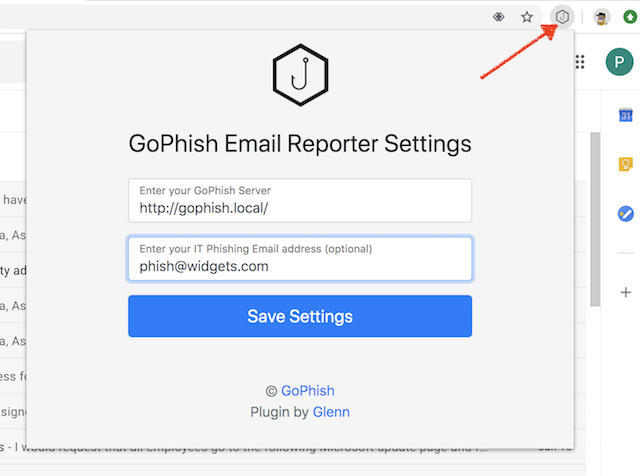 P
31
GoPhish Email Reporter Settings
Enter your GoPhish Server
http://gophish.local/
Enter your IT Phishing Email address (optional)
phish@widgets.com
Save Settings
© GoPhish
Plugin by Glenn
have
a, As
ty ad
a, As
a, As
ess fo
signe
s - I would request that all employees go to the following Microsoft update page and f...